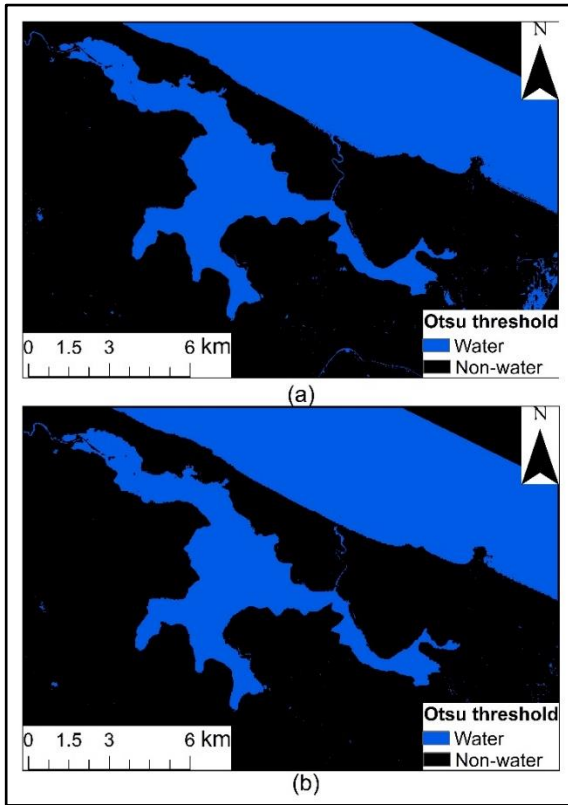 N
Otsu threshold
Water
Non-water
0 1.5 3 6 km
(a)
N
Otsu threshold
Water
Non-water
0 1.5 3 6 km
(b)